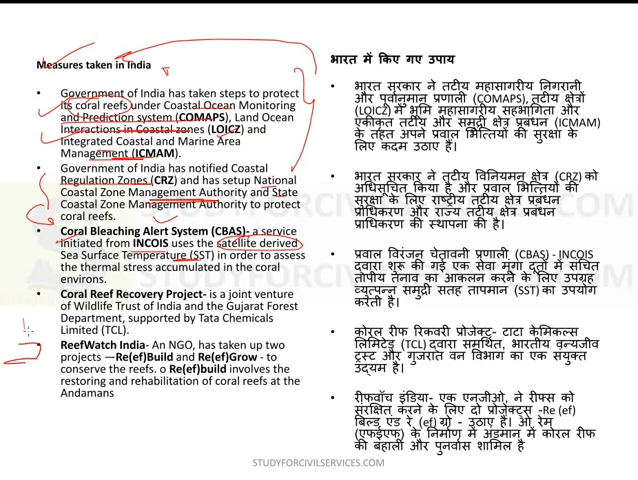 Measures taken in India
• Government of India has taken steps to protect
its coral reefs under Coastal Ocean Monitoring
and Prediction system (COMAPS), Land Ocean
Interactions in Coastal zones (LOICZ) and
Integrated Coastal and Marine Area
Management (ICMAM).
• Government of India has notified Coastal
Regulation Zones (CRZ) and has setup National
Coastal Zone Management Authority and State
Coastal Zone Management Authority to protect
coral reefs.
• Coral Bleaching Alert System (CBAS)- a service
initiated from INCOIS uses the satellite derived
Sea Surface Temperature (SST) in order to assess
the thermal stress accumulated in the coral
environs.
• Coral Reef Recovery Project- is a joint venture
of Wildlife Trust of India and the Gujarat Forest
Department, supported by Tata Chemicals
Limited (TCL).
• ReefWatch India- An NGO, has taken up two
projects —Re(ef)Build and Re(ef)Grow - to
conserve the reefs. o Re(ef)build involves the
restoring and rehabilitation of coral reefs at the
Andamans
भारत में किए गए उपाय
• भारत सरकार ने तटीय महासागरीय निगरानी
और पूर्वानुमान प्रणाली (COMAPS), तटीय क्षेत्रों
(LOICZ) में भूमि महासागरीय सहभागिता और
एकीकृत तटीय और समुद्री क्षेत्र प्रबंधन (ICMAM)
के तहत अपने प्रवाल भित्तियों की सुरक्षा के
लिए कदम उठाए हैं।
• भारत सरकार ने तटीय विनियमन क्षेत्र (CRZ) को
अधिसूचित किया है और प्रवाल भित्तियों की
सुरक्षा के लिए राष्ट्रीय तटीय क्षेत्र प्रबंधन
प्राधिकरण और राज्य तटीय क्षेत्र प्रबंधन
प्राधिकरण की स्थापना की है।
• प्रवाल विरंजन चेतावनी प्रणाली (CBAS) - INCOIS
द्वारा शुरू की गई एक सेवा मूंगा दूतों में संचित
तापीय तनाव का आकलन करने के लिए उपग्रह
व्युत्पन्न समुद्री सतह तापमान (SST) का उपयोग
करती है।
• कोरल रीफ रिकवरी प्रोजेक्ट- टाटा केमिकल्स
लिमिटेड (TCL) द्वारा समर्थित, भारतीय वन्यजीव
ट्रस्ट और गुजरात वन विभाग का एक संयुक्त
उद्यम है।
• रीफवॉच इंडिया- एक एनजीओ, ने रीफ्स को
संरक्षित करने के लिए दो प्रोजेक्ट्स -Re (ef)
बिल्ड एंड रे (ef) ग्रो - उठाए हैं। ओ रेम
(एफईएफ) के निर्माण में अंडमान में कोरल रीफ
की बहाली और पुनर्वास शामिल है
STUDYFORCIVILSERVICES.COM